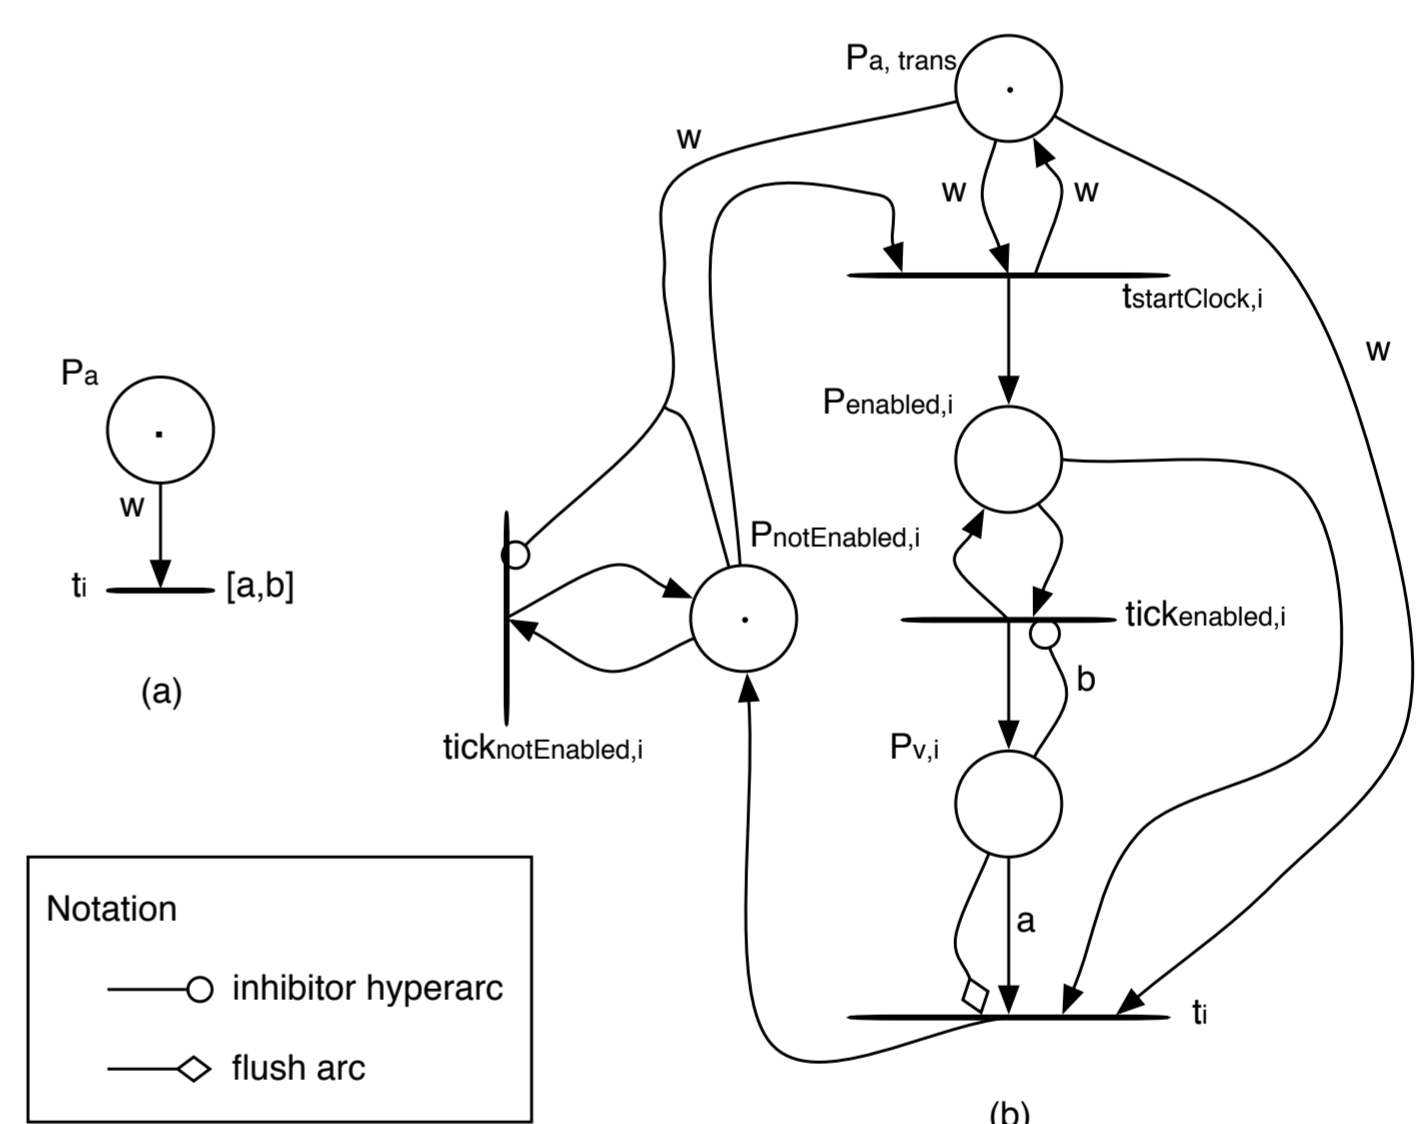 Pa, trans
w
w
w
tstartClock,i
w
Pa
Penabled,i
w
PnotEnabled,i
ti
[a,b]
tickenabled,i
b
(a)
ticknotEnabled,i
Pv,i
Notation
a
inhibitor hyperarc
ti
flush arc
(b)